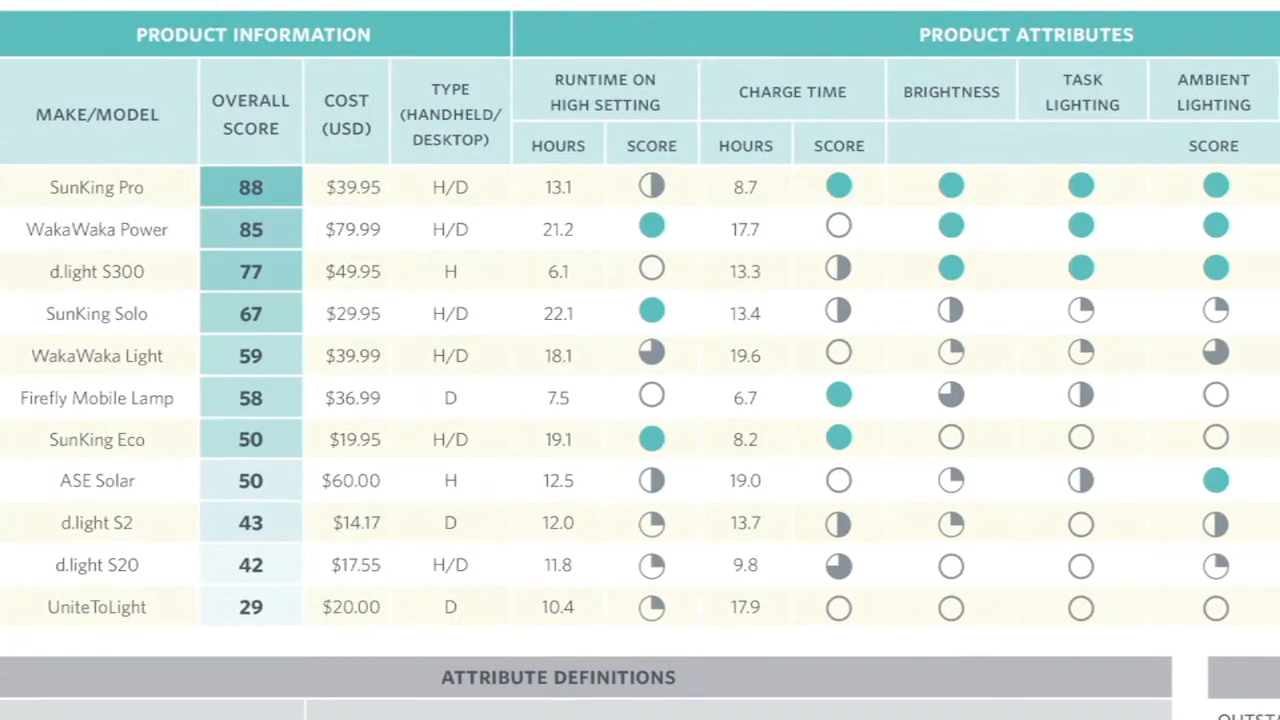 PRODUCT INFORMATION PRODUCT ATTRIBUTES
MAKE/MODEL OVERALL SCORE COST (USD) TYPE (HANDHELD/DESKTOP) RUNTIME ON HIGH SETTING CHARGE TIME BRIGHTNESS TASK LIGHTING AMBIENT LIGHTING
HOURS SCORE HOURS SCORE SCORE
SunKing Pro 88 $39.95 H/D 13.1 8.7
WakaWaka Power 85 $79.99 H/D 21.2 17.7
d.light S300 77 $49.95 H 6.1 13.3
SunKing Solo 67 $29.95 H/D 22.1 13.4
WakaWaka Light 59 $39.99 H/D 18.1 19.6
Firefly Mobile Lamp 58 $36.99 D 7.5 6.7
SunKing Eco 50 $19.95 H/D 19.1 8.2
ASE Solar 50 $60.00 H 12.5 19.0
d.light S2 43 $14.17 D 12.0 13.7
d.light S20 42 $17.55 H/D 11.8 9.8
UniteToLight 29 $20.00 D 10.4 17.9
ATTRIBUTE DEFINITIONS